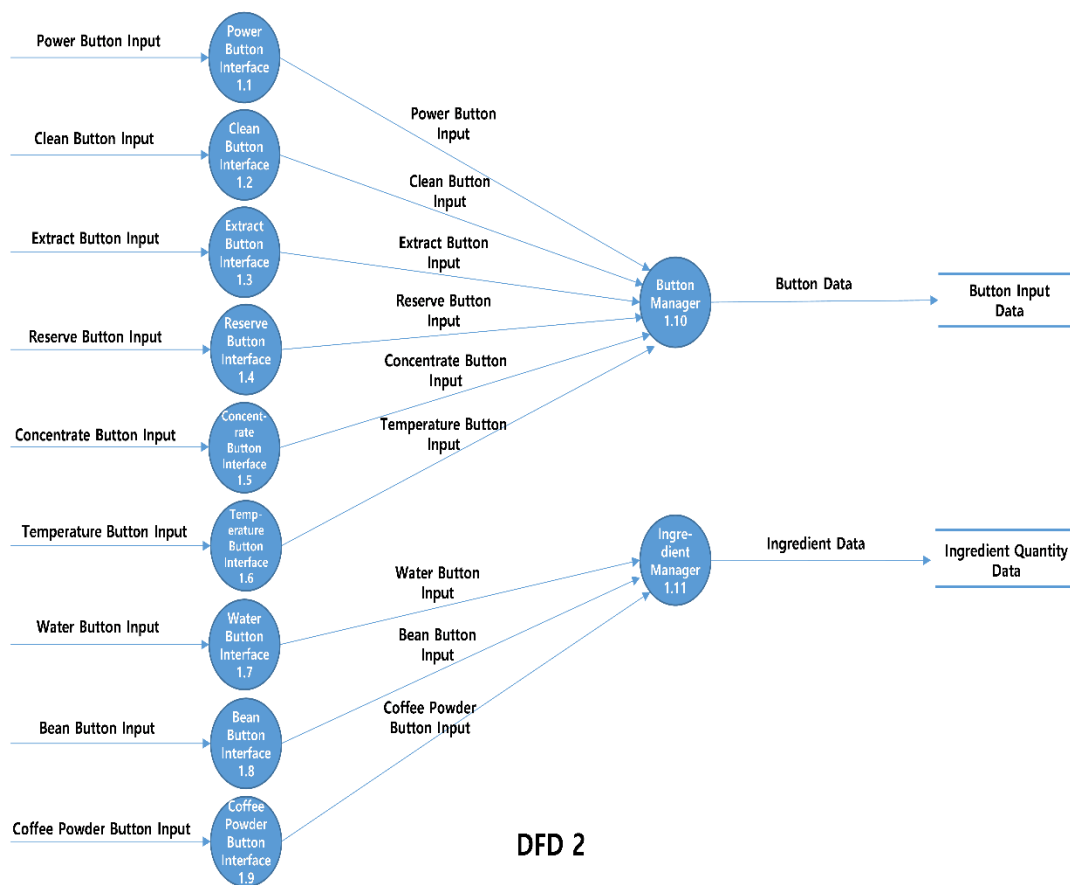 Power Button Input
Power
Button
Interface
1.1
Clean Button Input
Clean
Button
Interface
1.2
Extract Button Input
Extract
Button
Interface
1.3
Reserve Button Input
Reserve
Button
Interface
1.4
Concentrate Button Input
Concent-
rate
Button
Interface
1.5
Temperature Button Input
Temp-
erature
Button
Interface
1.6
Water Button Input
Water
Button
Interface
1.7
Bean Button Input
Bean
Button
Interface
1.8
Coffee Powder Button Input
Coffee
Powder
Button
Interface
1.9
Power Button
Input
Clean Button
Input
Extract Button
Input
Reserve Button
Input
Concentrate Button
Input
Temperature Button
Input
Water Button
Input
Bean Button
Input
Coffee Powder
Button Input
Button
Manager
1.10
Button Data
Button Input
Data
Ingre-
dient
Manager
1.11
Ingredient Data
Ingredient Quantity
Data
DFD 2